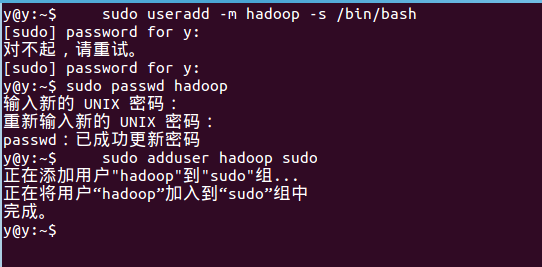 y@y:~$     sudo useradd -m hadoop -s /bin/bash
[sudo] password for y:
对不起，请重试。
[sudo] password for y:
y@y:~$ sudo passwd hadoop
输入新的 UNIX 密码：
重新输入新的 UNIX 密码：
passwd：已成功更新密码
y@y:~$     sudo adduser hadoop sudo
正在添加用户"hadoop"到"sudo"组...
正在将用户“hadoop”加入到“sudo”组中
完成。
y@y:~$